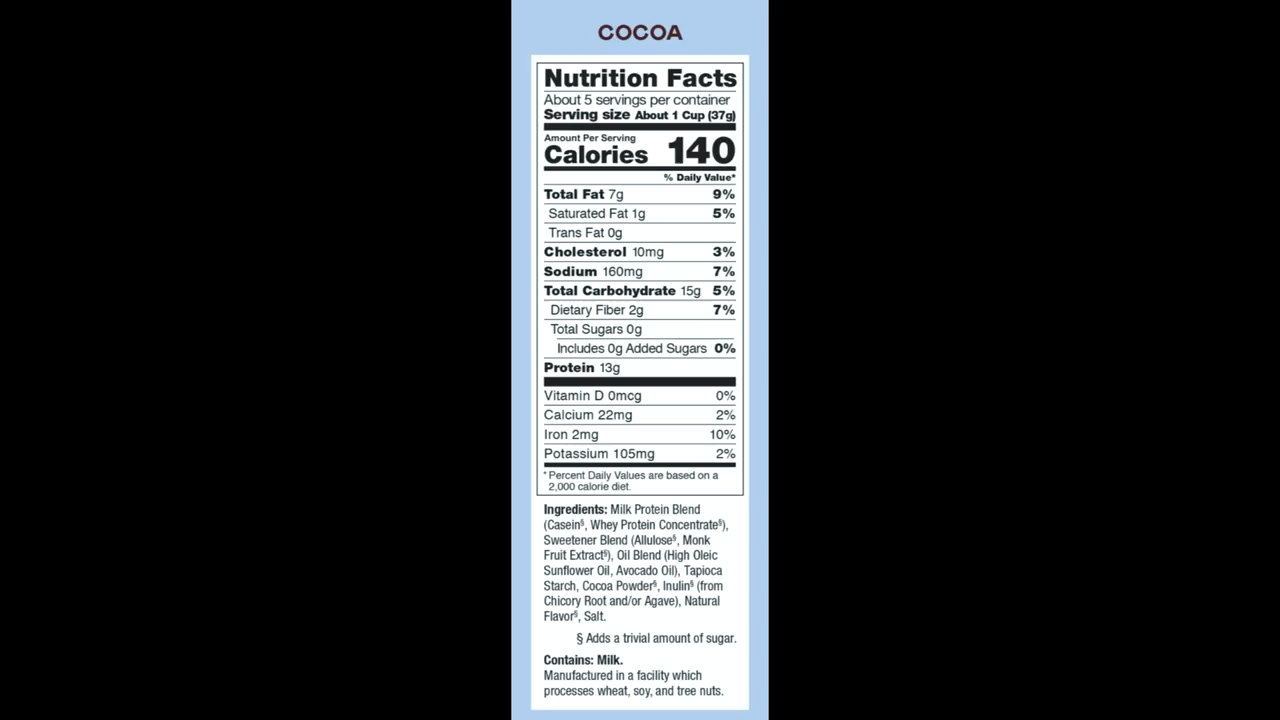 COCOA
Nutrition Facts
About 5 servings per container
Serving size About 1 Cup (37g)
Amount Per Serving
Calories 140
% Daily Value*
Total Fat 7g 9%
Saturated Fat 1g 5%
Trans Fat 0g
Cholesterol 10mg 3%
Sodium 160mg 7%
Total Carbohydrate 15g 5%
Dietary Fiber 2g 7%
Total Sugars 0g
Includes 0g Added Sugars 0%
Protein 13g
Vitamin D 0mcg 0%
Calcium 22mg 2%
Iron 2mg 10%
Potassium 105mg 2%
* Percent Daily Values are based on a
2,000 calorie diet.
Ingredients: Milk Protein Blend
(Casein§, Whey Protein Concentrate§),
Sweetener Blend (Allulose§, Monk
Fruit Extract§), Oil Blend (High Oleic
Sunflower Oil, Avocado Oil), Tapioca
Starch, Cocoa Powder§, Inulin§ (from
Chicory Root and/or Agave), Natural
Flavor§, Salt.
§ Adds a trivial amount of sugar.
Contains: Milk.
Manufactured in a facility which
processes wheat, soy, and tree nuts.